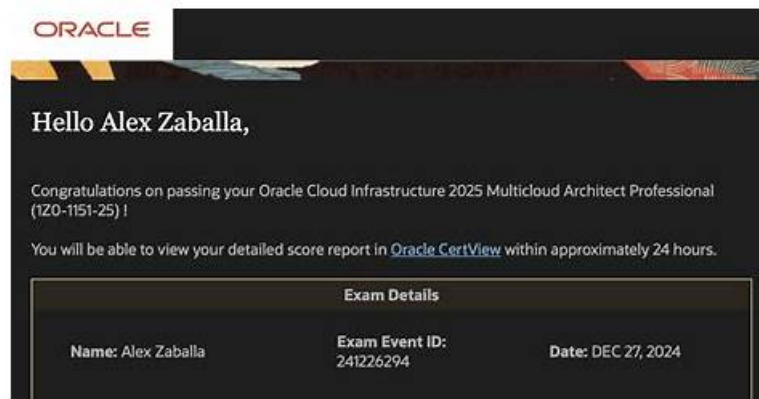 ORACLE
Hello Alex Zaballa,
Congratulations on passing your Oracle Cloud Infrastructure 2025 Multicloud Architect Professional
(1Z0-1151-25) !
You will be able to view your detailed score report in Oracle CertView within approximately 24 hours.
Exam Details
Name: Alex Zaballa
Exam Event ID:
241226294
Date: DEC 27, 2024